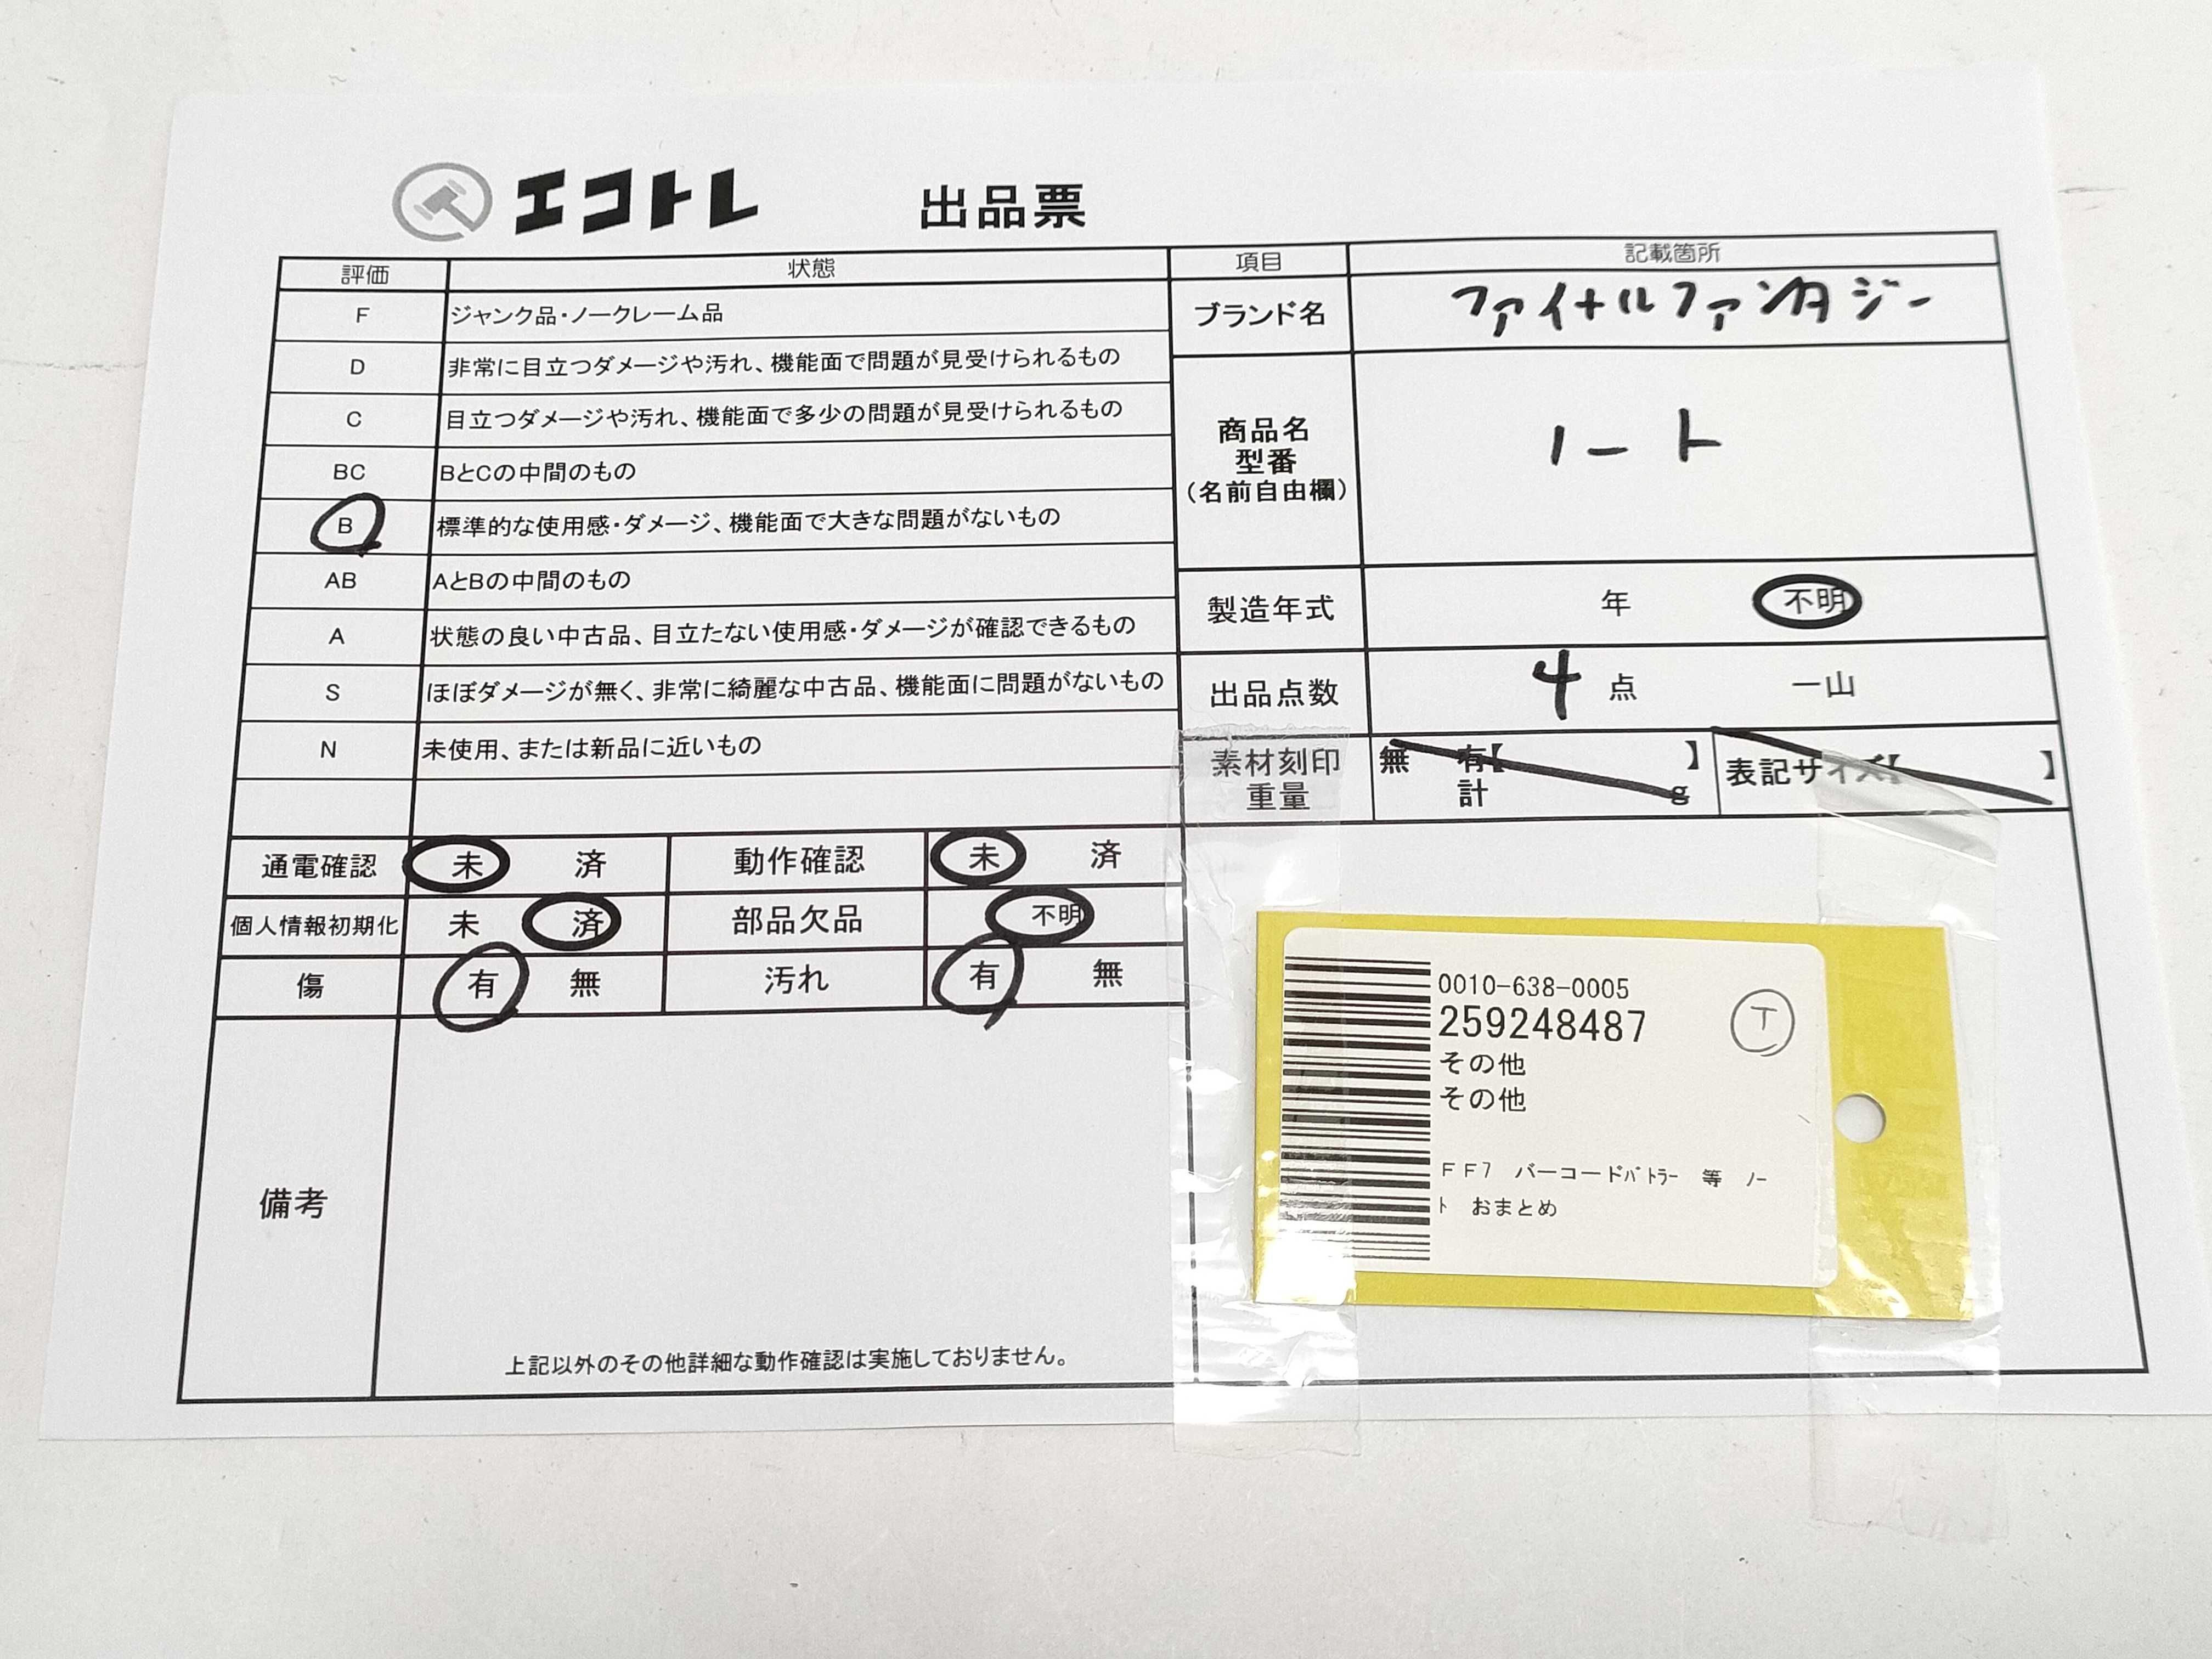 エコトレ 出品票
評価 状態 項目 記載箇所
F ジャンク品・ノークレーム品
D 非常に目立つダメージや汚れ、機能面で問題が見受けられるもの
C 目立つダメージや汚れ、機能面で多少の問題が見受けられるもの
BC BとCの中間のもの
B 標準的な使用感・ダメージ、機能面で大きな問題がないもの
AB AとBの中間のもの
A 状態の良い中古品、目立たない使用感・ダメージが確認できるもの
S ほぼダメージが無く、非常に綺麗な中古品、機能面に問題がないもの
N 未使用、または新品に近いもの
ブランド名 ファイナルファンタジー
商品名
型番
(名前自由欄)
ノート
製造年式 年 不明
出品点数 4 点 一山
素材刻印
重量
無 有【 】
計 g
表記サイズ【 】
通電確認 未 済 動作確認 未 済
個人情報初期化 未 済 部品欠品 不明
傷 有 無 汚れ 有 無
備考
上記以外のその他詳細な動作確認は実施しておりません。
0010-638-0005
259248487
T
その他
その他
FF7 バーコードバトラー 等 ノー
ト おまとめ